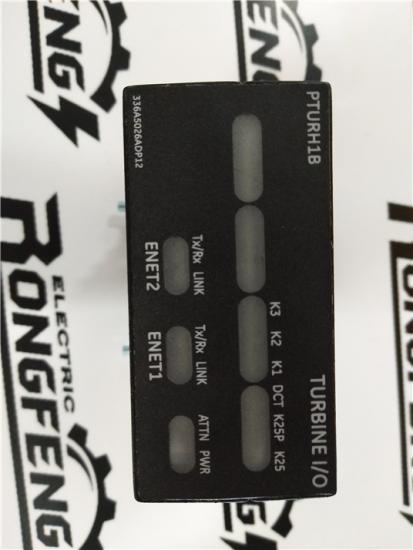 PTURH1B TURBINE I/O
K3 K2 K1 DCT K25P K25
Tx/Rx LINK Tx/Rx LINK ATTN PWR
ENET2 ENET1
336A5026ADP12
ELECTRIC
RONGFENG